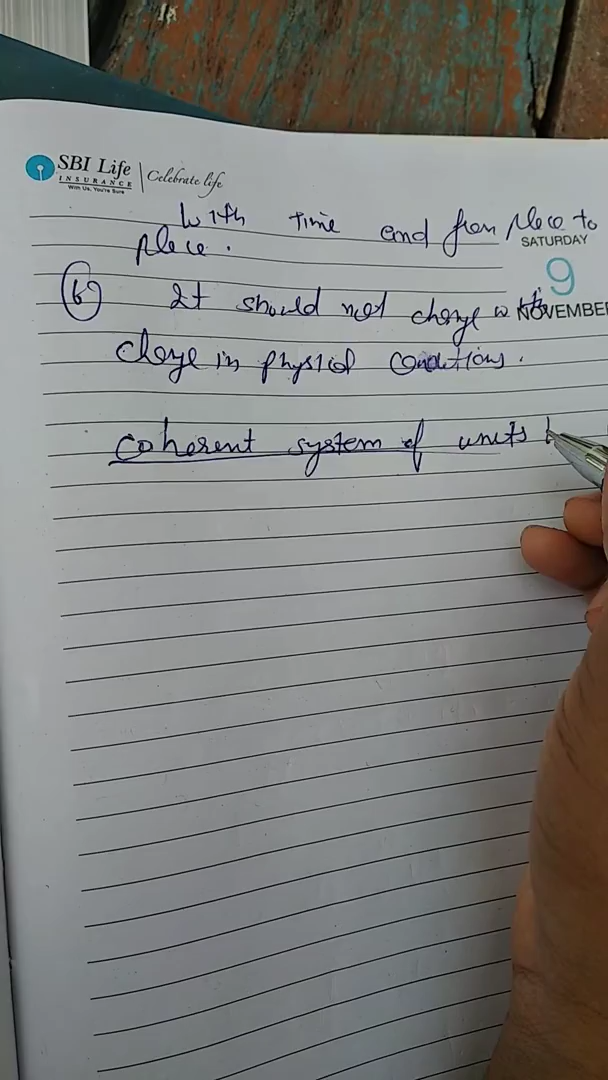 SBI Life
INSURANCE
With Us, You're Sure
Celebrate life
with time and from place to
place.
SATURDAY
9
NOVEMBER
(6) It should not change with
change in physical conditions.
coherent system of units